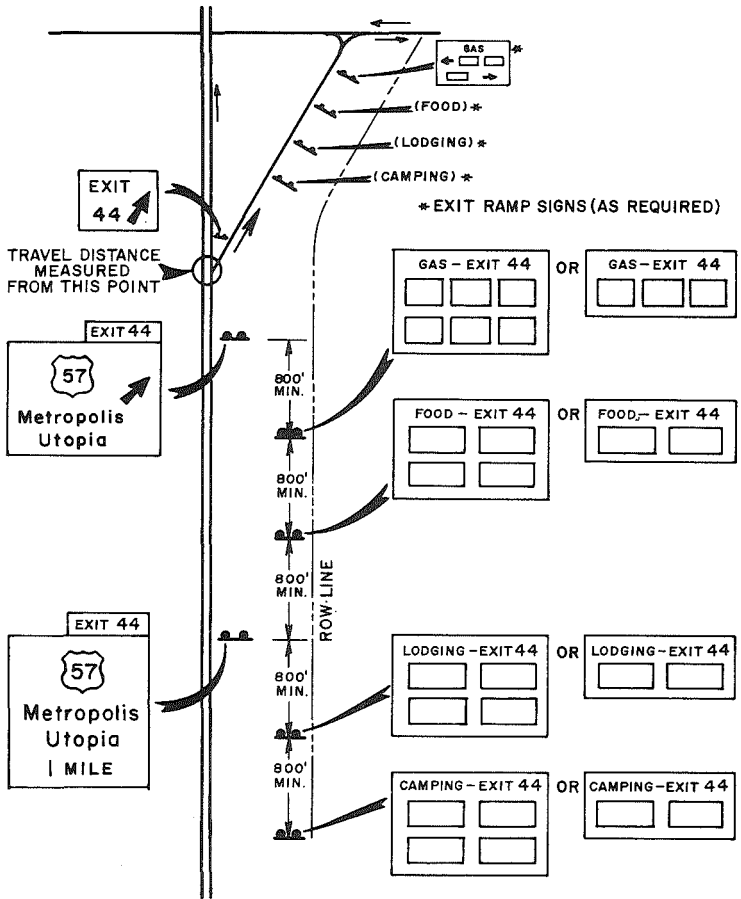 GAS
*
(FOOD)*
(LODGING)*
(CAMPING)*
*EXIT RAMP SIGNS (AS REQUIRED)
EXIT
44
TRAVEL DISTANCE
MEASURED
FROM THIS POINT
GAS – EXIT 44
OR
GAS – EXIT 44
EXIT 44
57
Metropolis
Utopia
800'
MIN.
FOOD – EXIT 44
OR
FOOD – EXIT 44
800'
MIN.
800'
MIN.
ROW LINE
EXIT 44
57
Metropolis
Utopia
1 MILE
LODGING – EXIT 44
OR
LODGING – EXIT 44
800'
MIN.
800'
MIN.
CAMPING – EXIT 44
OR
CAMPING – EXIT 44